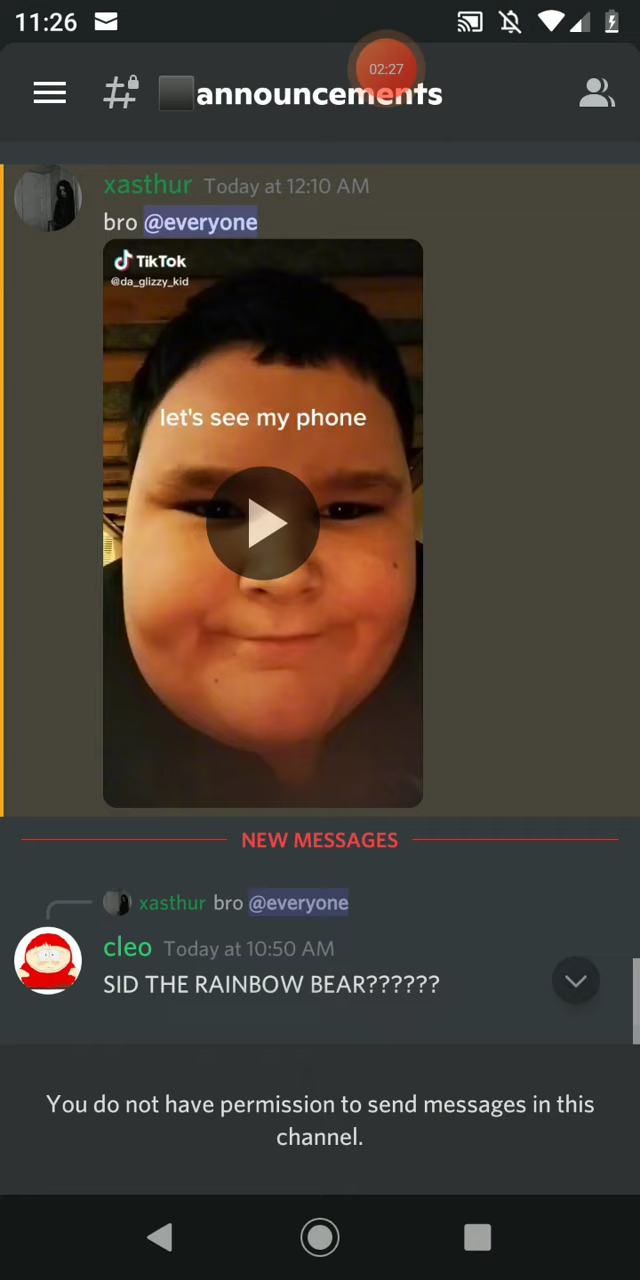 11:26
02:27
announcements
xasthur Today at 12:10 AM
bro @everyone
TikTok
@da_glizzy_kid
let's see my phone
NEW MESSAGES
xasthur bro @everyone
cleo Today at 10:50 AM
SID THE RAINBOW BEAR??????
You do not have permission to send messages in this
channel.